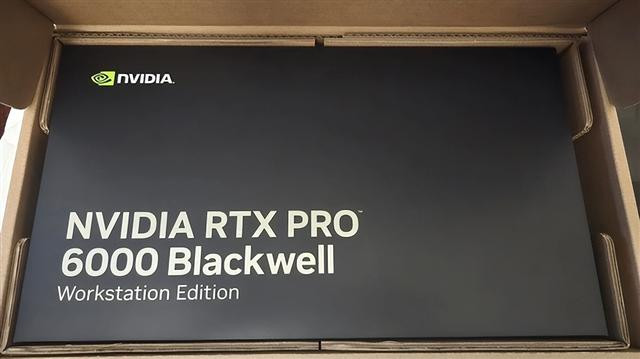 NVIDIA.
NVIDIA RTX PRO™
6000 Blackwell
Workstation Edition